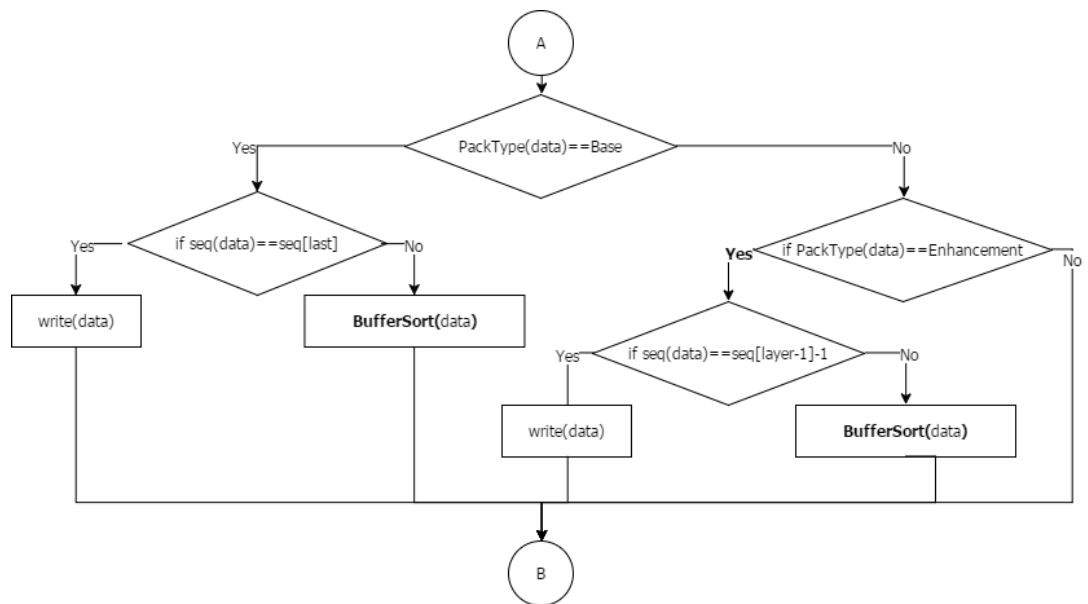 A
PackType(data)==Base
Yes
No
if seq(data)==seq[last]
Yes
No
if PackType(data)==Enhancement
Yes
No
write(data)
BufferSort(data)
if seq(data)==seq[layer-1]-1
Yes
No
write(data)
BufferSort(data)
B